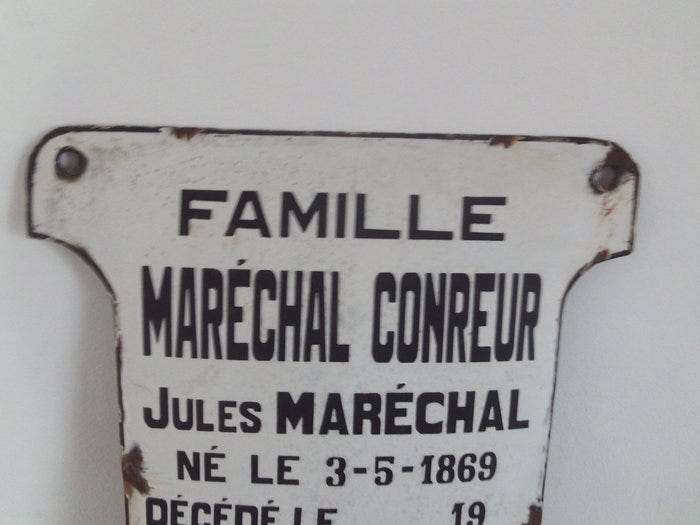 FAMILLE
MARÉCHAL CONREUR
JULES MARÉCHAL
NÉ LE 3-5-1869
DÉCÉDÉ LE 19